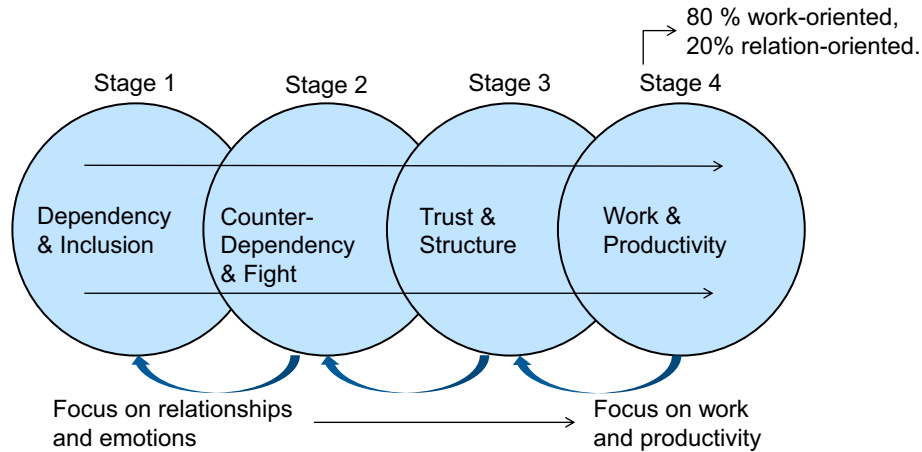 80 % work-oriented,
20% relation-oriented.
Stage 1
Stage 2
Stage 3
Stage 4
Dependency
& Inclusion
Counter-
Dependency
& Fight
Trust &
Structure
Work &
Productivity
Focus on relationships
and emotions
Focus on work
and productivity